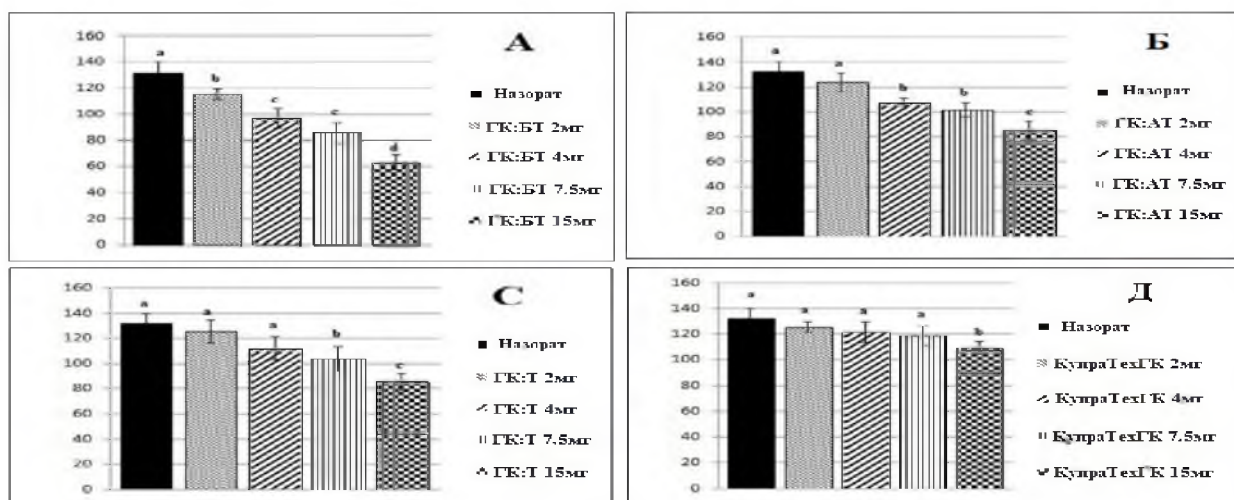 160
140
120
100
80
60
40
20
0
a
b
c
c
d
А
Назорат
ГК:БТ 2мг
ГК:БТ 4мг
ГК:БТ 7.5мг
ГК:БТ 15мг
160
140
120
100
80
60
40
20
0
a
a
b
b
c
Б
Назорат
ГК:АТ 2мг
ГК:АТ 4мг
ГК:АТ 7.5мг
ГК:АТ 15мг
160
140
120
100
80
60
40
20
0
a
a
a
b
c
С
Назорат
ГК:Т 2мг
ГК:Т 4мг
ГК:Т 7.5мг
ГК:Т 15мг
160
140
120
100
80
60
40
20
0
a
a
a
a
b
Д
Назорат
КупраТехГК 2мг
КупраТехГК 4мг
КупраТехГК 7.5мг
КупраТехГК 15мг